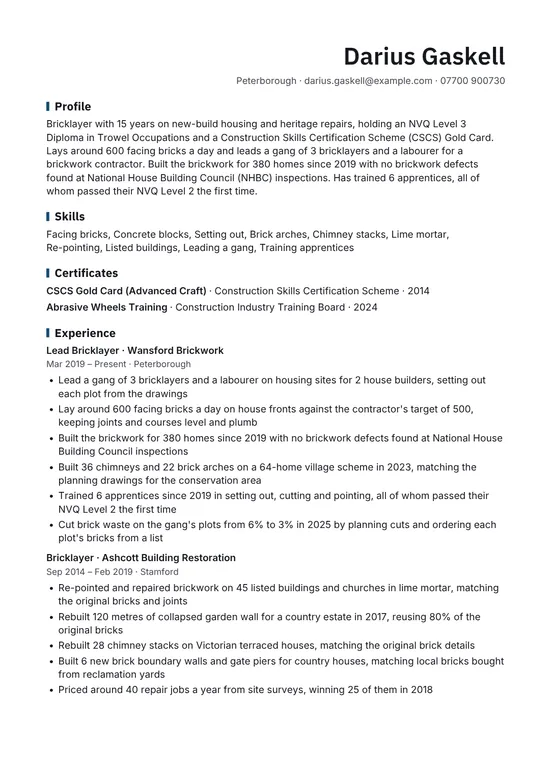 Darius Gaskell
Peterborough · darius.gaskell@example.com · 07700 900730
Profile
Bricklayer with 15 years on new-build housing and heritage repairs, holding an NVQ Level 3
Diploma in Trowel Occupations and a Construction Skills Certification Scheme (CSCS) Gold Card.
Lays around 600 facing bricks a day and leads a gang of 3 bricklayers and a labourer for a
brickwork contractor. Built the brickwork for 380 homes since 2019 with no brickwork defects
found at National House Building Council (NHBC) inspections. Has trained 6 apprentices, all of
whom passed their NVQ Level 2 the first time.
Skills
Facing bricks, Concrete blocks, Setting out, Brick arches, Chimney stacks, Lime mortar,
Re-pointing, Listed buildings, Leading a gang, Training apprentices
Certificates
CSCS Gold Card (Advanced Craft) · Construction Skills Certification Scheme · 2014
Abrasive Wheels Training · Construction Industry Training Board · 2024
Experience
Lead Bricklayer · Wansford Brickwork
Mar 2019 – Present · Peterborough
• Lead a gang of 3 bricklayers and a labourer on housing sites for 2 house builders, setting out
each plot from the drawings
• Lay around 600 facing bricks a day on house fronts against the contractor's target of 500,
keeping joints and courses level and plumb
• Built the brickwork for 380 homes since 2019 with no brickwork defects found at National House
Building Council inspections
• Built 36 chimneys and 22 brick arches on a 64-home village scheme in 2023, matching the
planning drawings for the conservation area
• Trained 6 apprentices since 2019 in setting out, cutting and pointing, all of whom passed their
NVQ Level 2 the first time
• Cut brick waste on the gang's plots from 6% to 3% in 2025 by planning cuts and ordering each
plot's bricks from a list
Bricklayer · Ashcott Building Restoration
Sep 2014 – Feb 2019 · Stamford
• Re-pointed and repaired brickwork on 45 listed buildings and churches in lime mortar, matching
the original bricks and joints
• Rebuilt 120 metres of collapsed garden wall for a country estate in 2017, reusing 80% of the
original bricks
• Rebuilt 28 chimney stacks on Victorian terraced houses, matching the original brick details
• Built 6 new brick boundary walls and gate piers for country houses, matching local bricks bought
from reclamation yards
• Priced around 40 repair jobs a year from site surveys, winning 25 of them in 2018